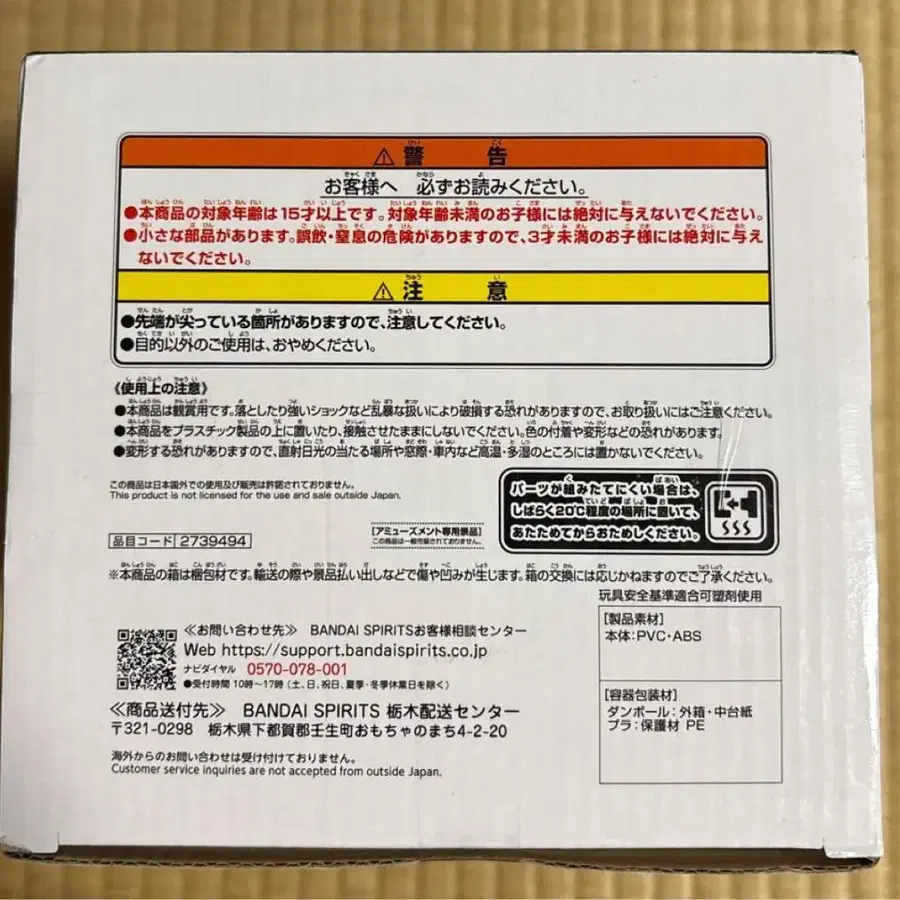 ⚠警告
お客様へ 必ずお読みください。
●本商品の対象年齢は15才以上です。対象年齢未満のお子様には絶対に与えないでください。
●小さな部品があります。誤飲・窒息の危険がありますので、3才未満のお子様には絶対に与え
ないでください。
⚠注意
●先端が尖っている箇所がありますので、注意してください。
●目的以外のご使用は、おやめください。
《使用上の注意》
●本商品は観賞用です。落としたり強いショックなど乱暴な扱いにより破損する恐れがありますので、お取り扱いにはご注意ください。
●本商品をプラスチック製品の上に置いたり、接触させたままにしないでください。色の付着や変形などの恐れがあります。
●変形する恐れがありますので、直射日光の当たる場所や窓際・車内など高温・多湿のところには置かないでください。
この商品は日本国外での使用及び販売は許諾されておりません。
This product is not licensed for the use and sale outside Japan.
パーツが組みたてにくい場合は、
しばらく20℃程度の場所に置いて、
あたためてからおためしください。
品目コード 2739494
[アミューズメント専用景品]
この商品は一般市販されておりません。
※本商品の箱は梱包材です。輸送の際や景品払い出しなどで傷や凹みが生じます。箱の交換には応じかねますのでご了承ください。
玩具安全基準適合可塑剤使用
[製品素材]
本体:PVC・ABS
[容器包装材]
ダンボール:外箱・中台紙
プラ:保護材 PE
≪お問い合わせ先≫ BANDAI SPIRITSお客様相談センター
Web https://support.bandaispirits.co.jp
ナビダイヤル 0570-078-001
●受付時間 10時〜17時 (土、日、祝日、夏季・冬季休業日を除く)
≪商品送付先≫ BANDAI SPIRITS 栃木配送センター
〒321-0298 栃木県下都賀郡壬生町おもちゃのまち4-2-20
海外からのお問い合わせは受け付けておりません。
Customer service inquiries are not accepted from outside Japan.